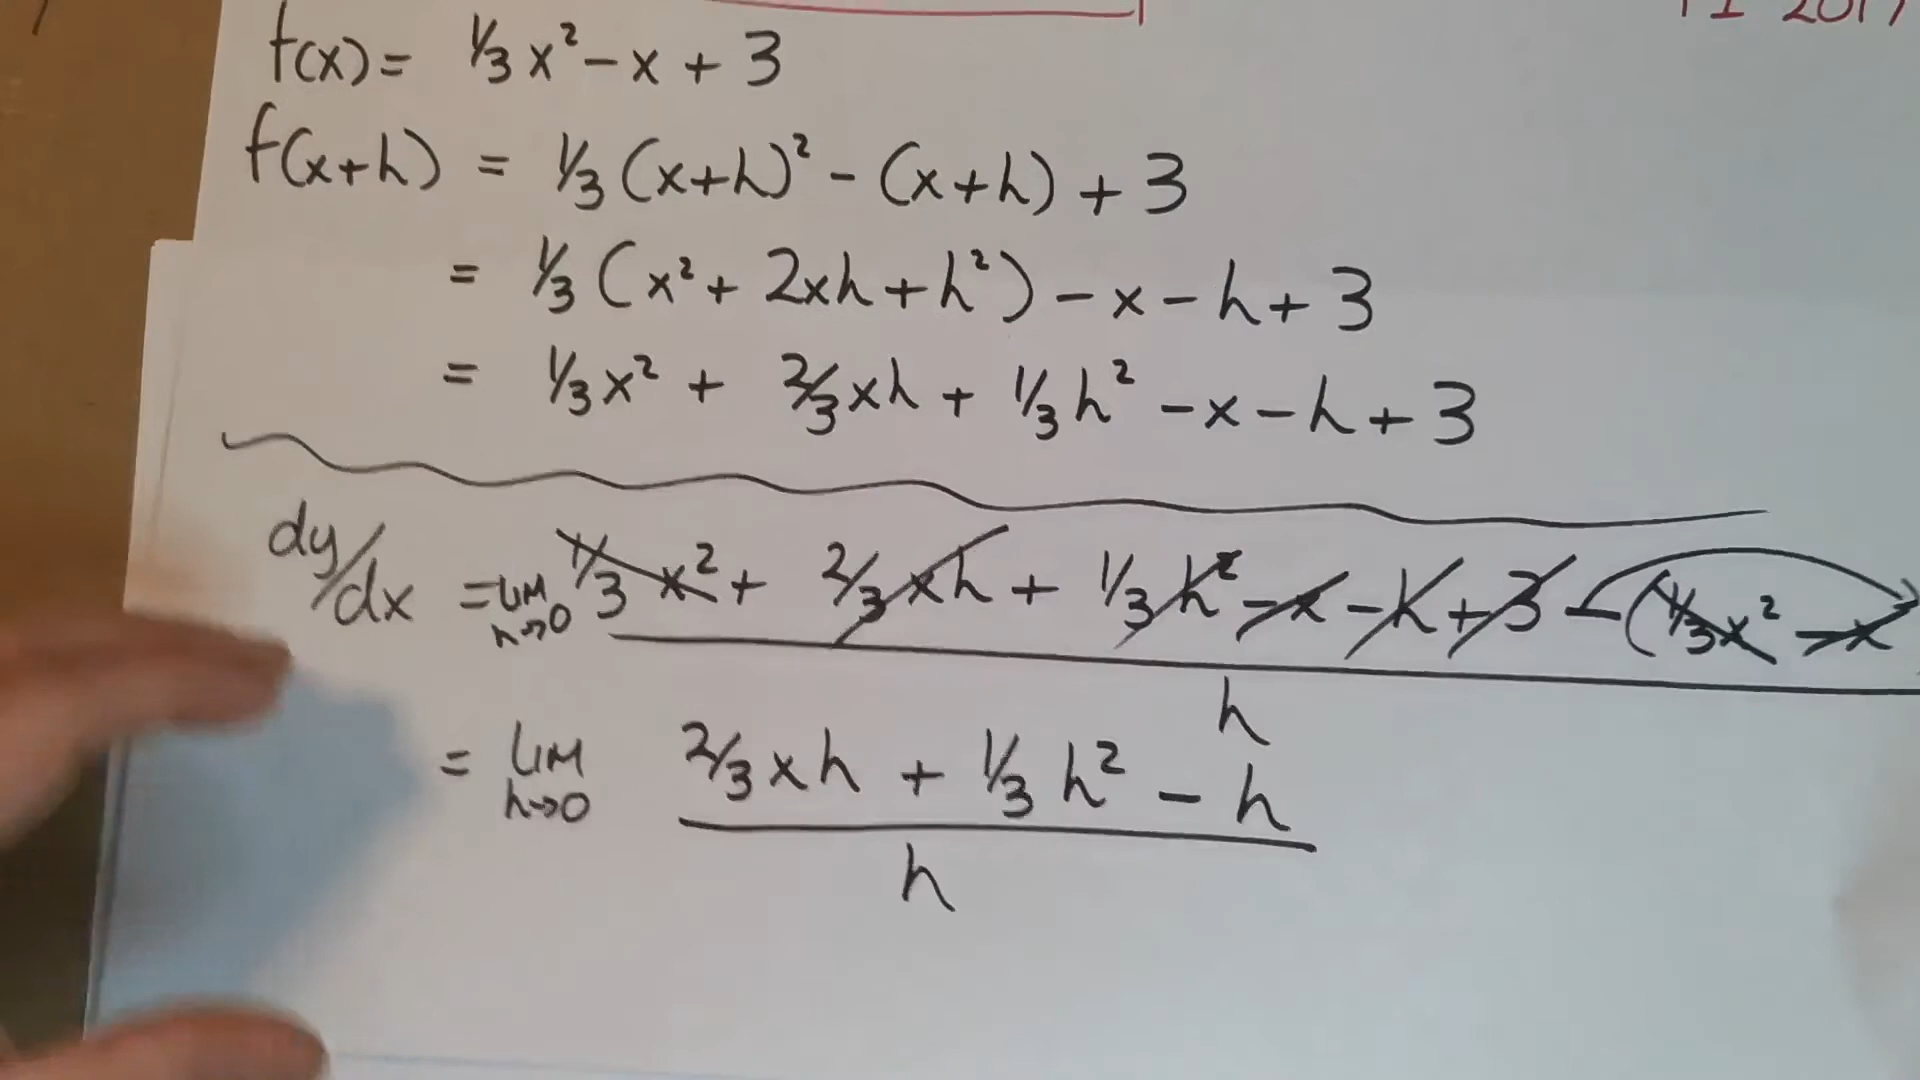 P1 2017
f(x) = 1/3 x² - x + 3
f(x+h) = 1/3 (x+h)² - (x+h) + 3
= 1/3 (x² + 2xh + h²) - x - h + 3
= 1/3 x² + 2/3 xh + 1/3 h² - x - h + 3
dy/dx = lim h→0 1/3 x² + 2/3 xh + 1/3 h² - x - h + 3 - (1/3 x² - x
h
= lim h→0 2/3 xh + 1/3 h² - h
h